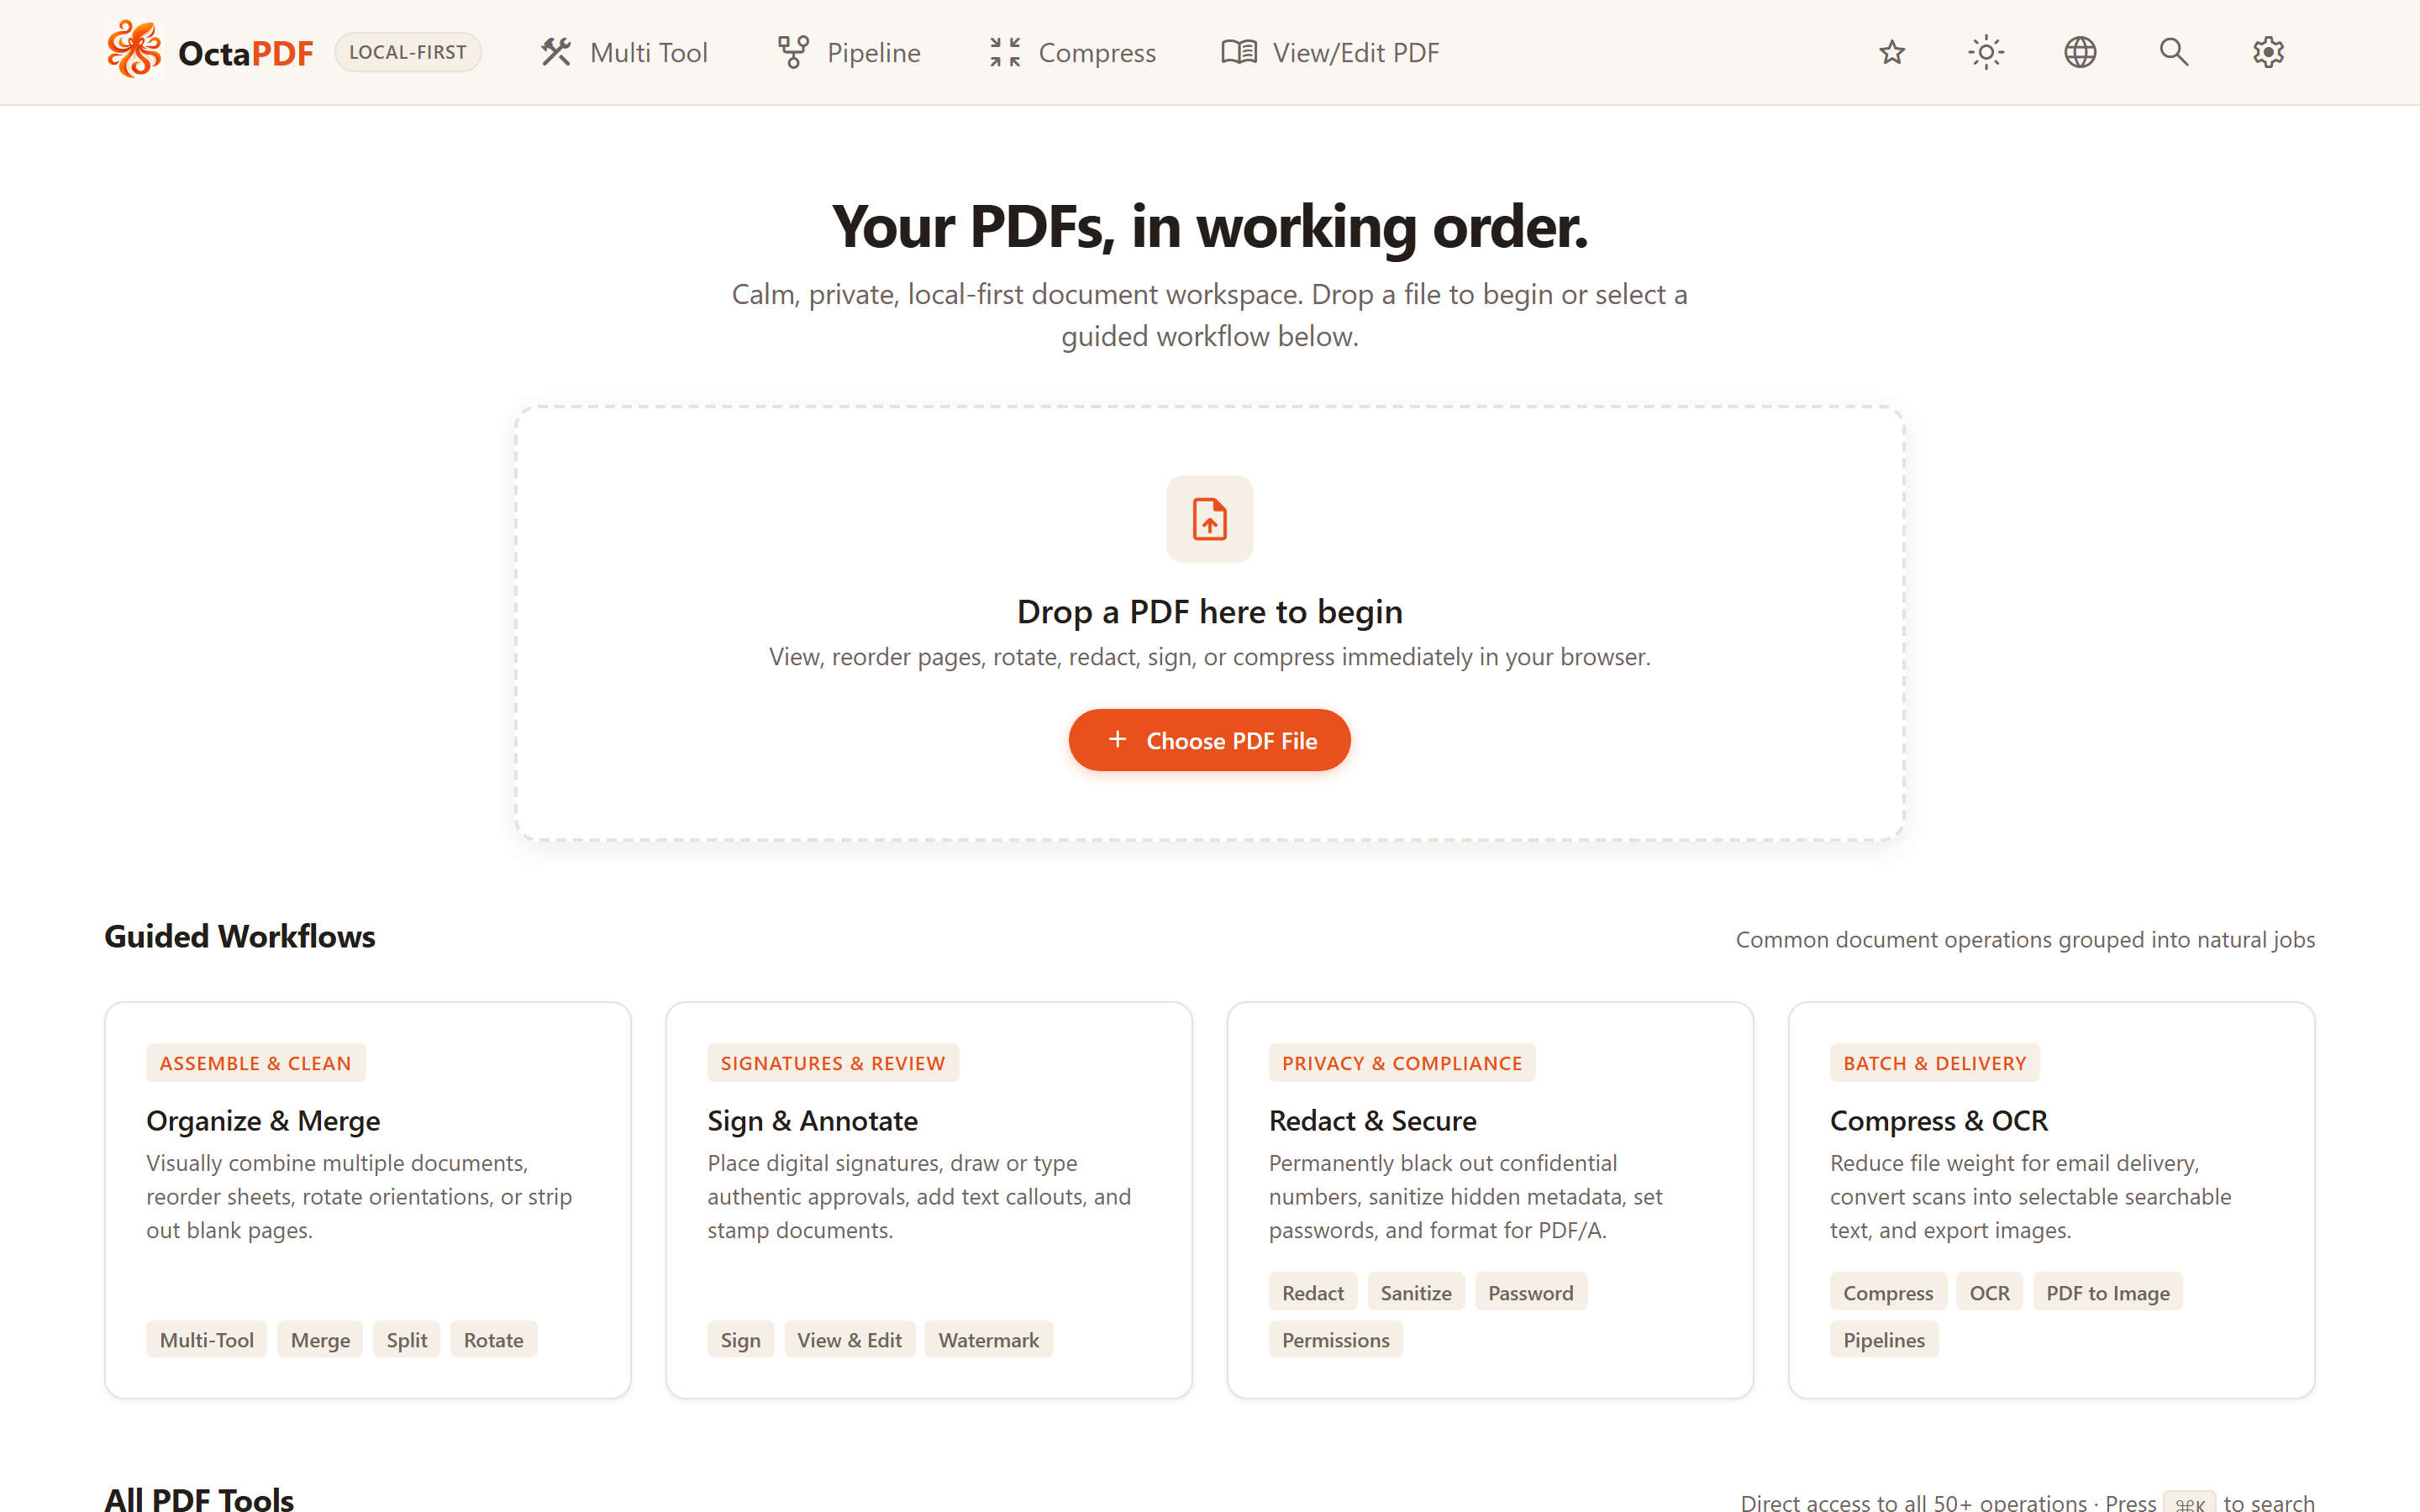 OctaPDF LOCAL-FIRST Multi Tool Pipeline Compress View/Edit PDF
Your PDFs, in working order.
Calm, private, local-first document workspace. Drop a file to begin or select a
guided workflow below.
Drop a PDF here to begin
View, reorder pages, rotate, redact, sign, or compress immediately in your browser.
+ Choose PDF File
Guided Workflows
Common document operations grouped into natural jobs
ASSEMBLE & CLEAN
Organize & Merge
Visually combine multiple documents,
reorder sheets, rotate orientations, or strip
out blank pages.
Multi-Tool Merge Split Rotate
SIGNATURES & REVIEW
Sign & Annotate
Place digital signatures, draw or type
authentic approvals, add text callouts, and
stamp documents.
Sign View & Edit Watermark
PRIVACY & COMPLIANCE
Redact & Secure
Permanently black out confidential
numbers, sanitize hidden metadata, set
passwords, and format for PDF/A.
Redact Sanitize Password
Permissions
BATCH & DELIVERY
Compress & OCR
Reduce file weight for email delivery,
convert scans into selectable searchable
text, and export images.
Compress OCR PDF to Image
Pipelines
All PDF Tools
Direct access to all 50+ operations · Press ⌘K to search